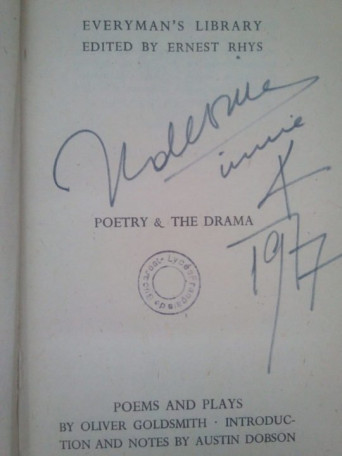 EVERYMAN'S LIBRARY
EDITED BY ERNEST RHYS
iunie
POETRY & THE DRAMA
POEMS AND PLAYS
BY OLIVER GOLDSMITH · INTRODUC-
TION AND NOTES BY AUSTIN DOBSON